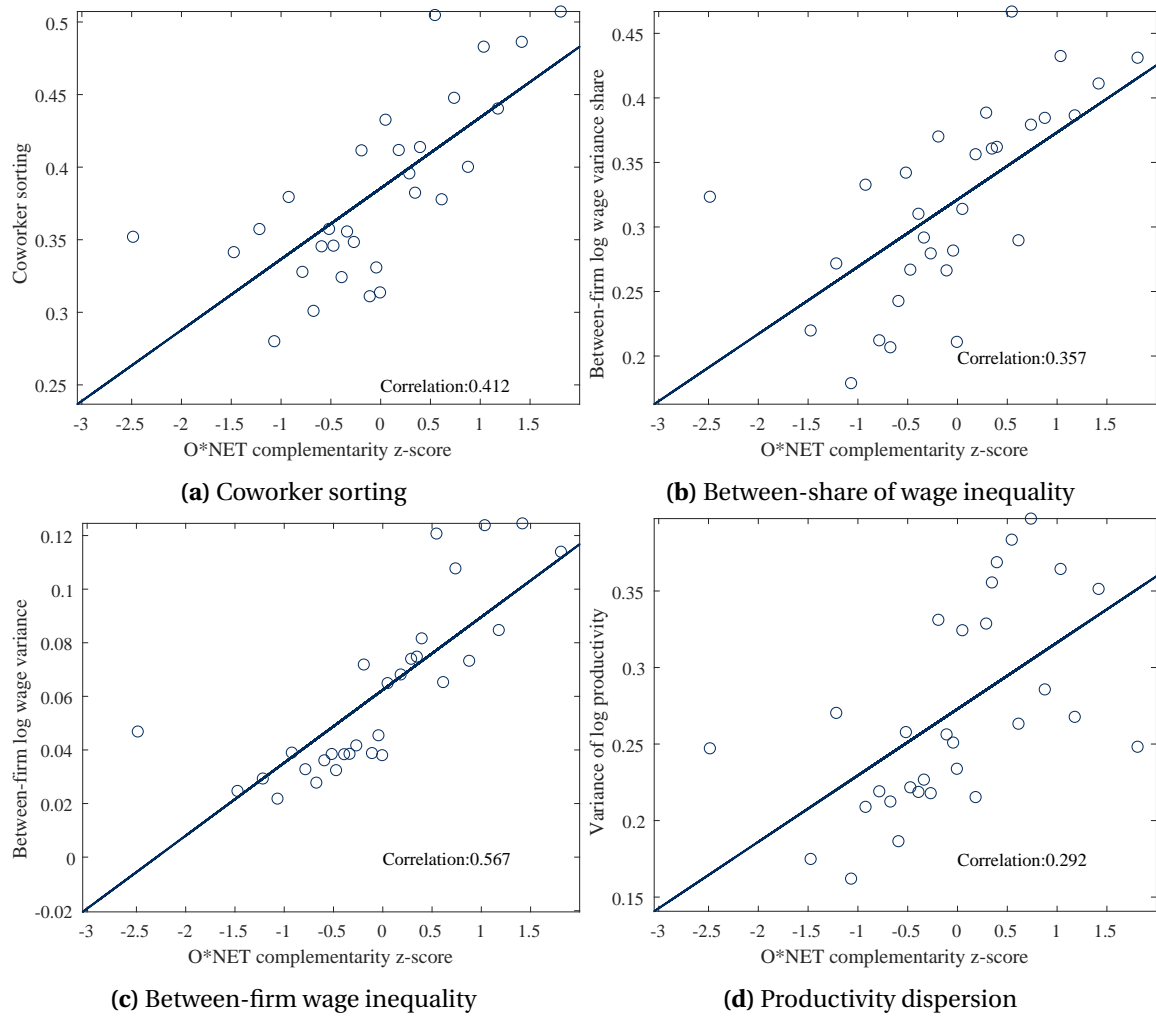 Coworker sorting
0.5
0.45
0.4
0.35
0.3
0.25
Correlation:0.412
-3 -2.5 -2 -1.5 -1 -0.5 0 0.5 1 1.5
O*NET complementarity z-score
(a) Coworker sorting
Between-firm log wage variance share
0.45
0.4
0.35
0.3
0.25
0.2
Correlation:0.357
-3 -2.5 -2 -1.5 -1 -0.5 0 0.5 1 1.5
O*NET complementarity z-score
(b) Between-share of wage inequality
Between-firm log wage variance
0.12
0.1
0.08
0.06
0.04
0.02
0
-0.02
Correlation:0.567
-3 -2.5 -2 -1.5 -1 -0.5 0 0.5 1 1.5
O*NET complementarity z-score
(c) Between-firm wage inequality
Variance of log productivity
0.35
0.3
0.25
0.2
0.15
Correlation:0.292
-3 -2.5 -2 -1.5 -1 -0.5 0 0.5 1 1.5
O*NET complementarity z-score
(d) Productivity dispersion